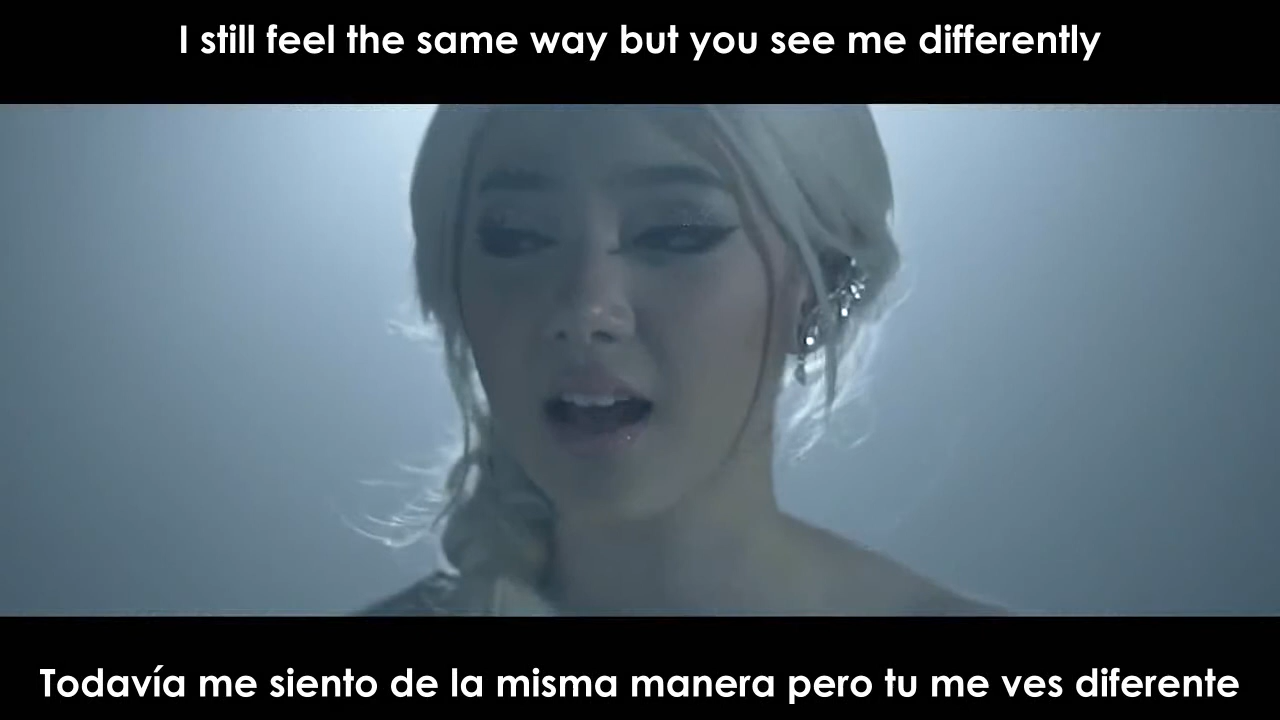 I still feel the same way but you see me differently
Todavía me siento de la misma manera pero tu me ves diferente